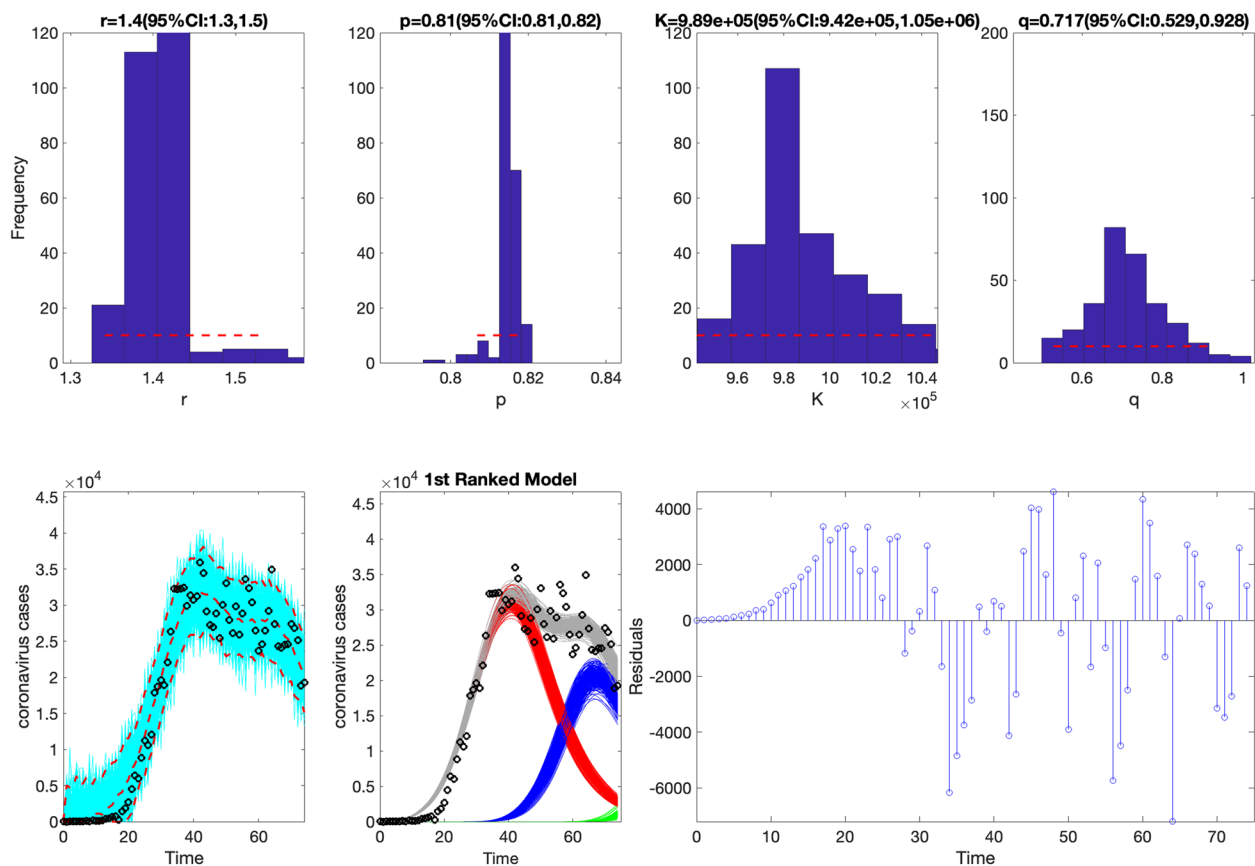 r=1.4(95%CI:1.3,1.5)
p=0.81(95%CI:0.81,0.82)
K=9.89e+05(95%CI:9.42e+05,1.05e+06)
q=0.717(95%CI:0.529,0.928)
Frequency
120
100
80
60
40
20
0
1.3 1.4 1.5
r
120
100
80
60
40
20
0
0.8 0.82 0.84
p
120
100
80
60
40
20
0
9.6 9.8 10 10.2 10.4
K
×10⁵
200
150
100
50
0
0.6 0.8 1
q
×10⁴
coronavirus cases
4.5
4
3.5
3
2.5
2
1.5
1
0.5
0
0 20 40 60
Time
×10⁴ 1st Ranked Model
coronavirus cases
4.5
4
3.5
3
2.5
2
1.5
1
0.5
0
0 20 40 60
Time
Residuals
4000
2000
0
-2000
-4000
-6000
0 10 20 30 40 50 60 70
Time